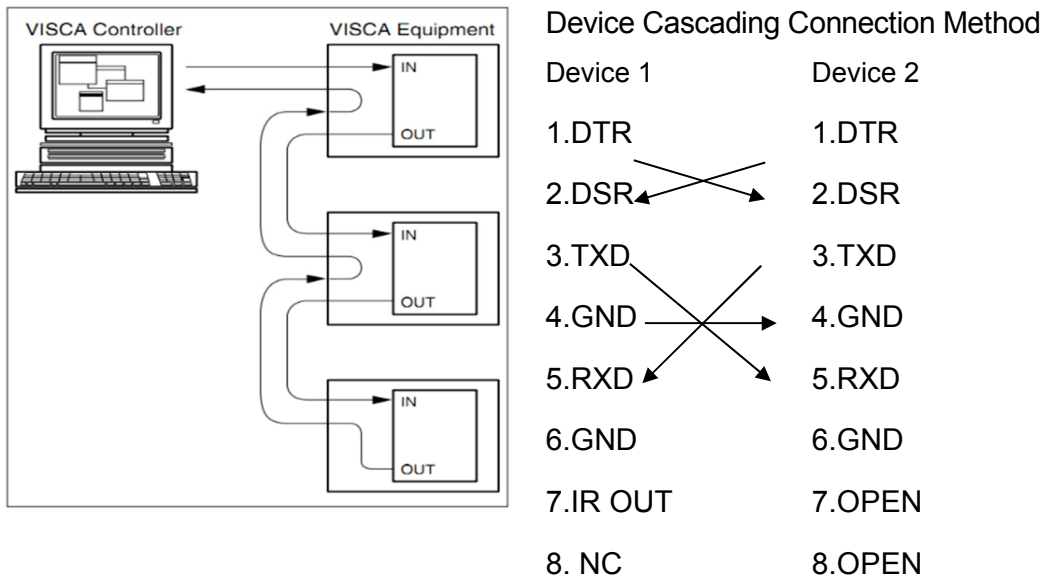 VISCA Controller
VISCA Equipment
IN
OUT
IN
OUT
IN
OUT
Device Cascading Connection Method
Device 1 Device 2
1.DTR 1.DTR
2.DSR 2.DSR
3.TXD 3.TXD
4.GND 4.GND
5.RXD 5.RXD
6.GND 6.GND
7.IR OUT 7.OPEN
8. NC 8.OPEN